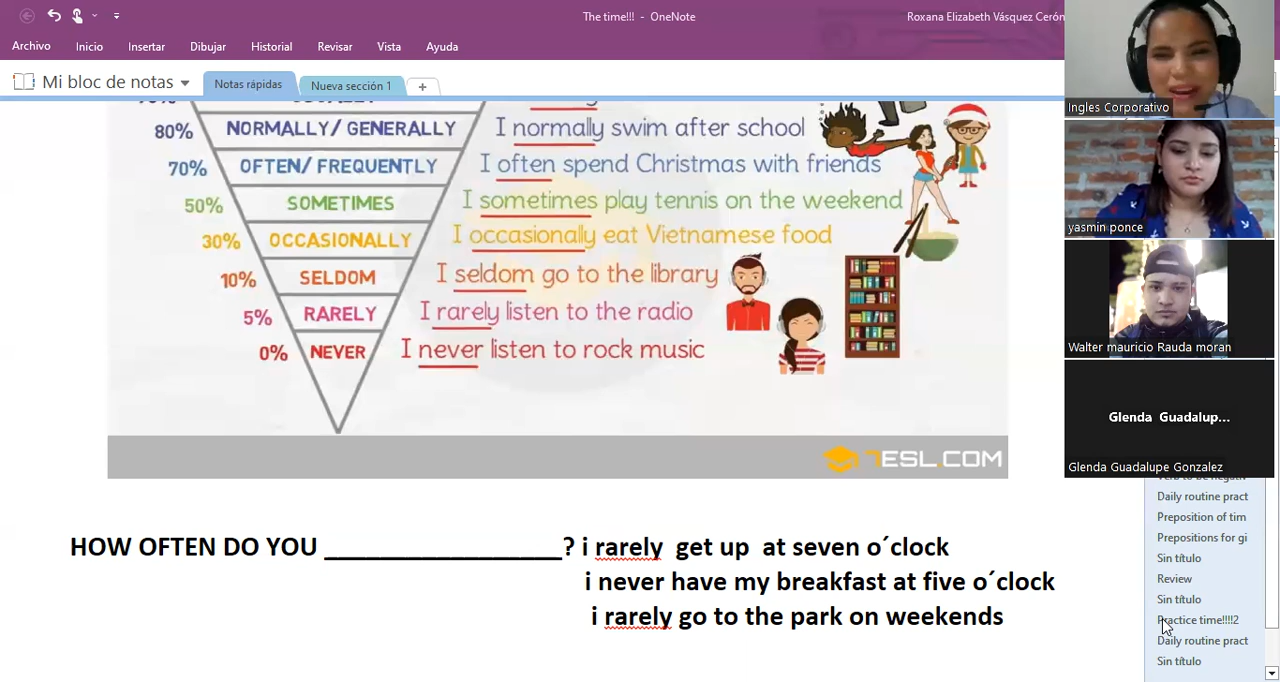 The time!!! - OneNote
Roxana Elizabeth Vásquez Cerón
Archivo Inicio Insertar Dibujar Historial Revisar Vista Ayuda
Mi bloc de notas Notas rápidas Nueva sección 1 +
80% NORMALLY/ GENERALLY I normally swim after school
70% OFTEN/ FREQUENTLY I often spend Christmas with friends
50% SOMETIMES I sometimes play tennis on the weekend
30% OCCASIONALLY I occasionally eat Vietnamese food
10% SELDOM I seldom go to the library
5% RARELY I rarely listen to the radio
0% NEVER I never listen to rock music
7ESL.COM
HOW OFTEN DO YOU _________________? i rarely get up at seven o´clock
i never have my breakfast at five o´clock
i rarely go to the park on weekends
Ingles Corporativo
yasmin ponce
Walter mauricio Rauda moran
Glenda Guadalup...
Glenda Guadalupe Gonzalez
Daily routine pract
Preposition of tim
Prepositions for gi
Sin título
Review
Sin título
Practice time!!!!2
Daily routine pract
Sin título